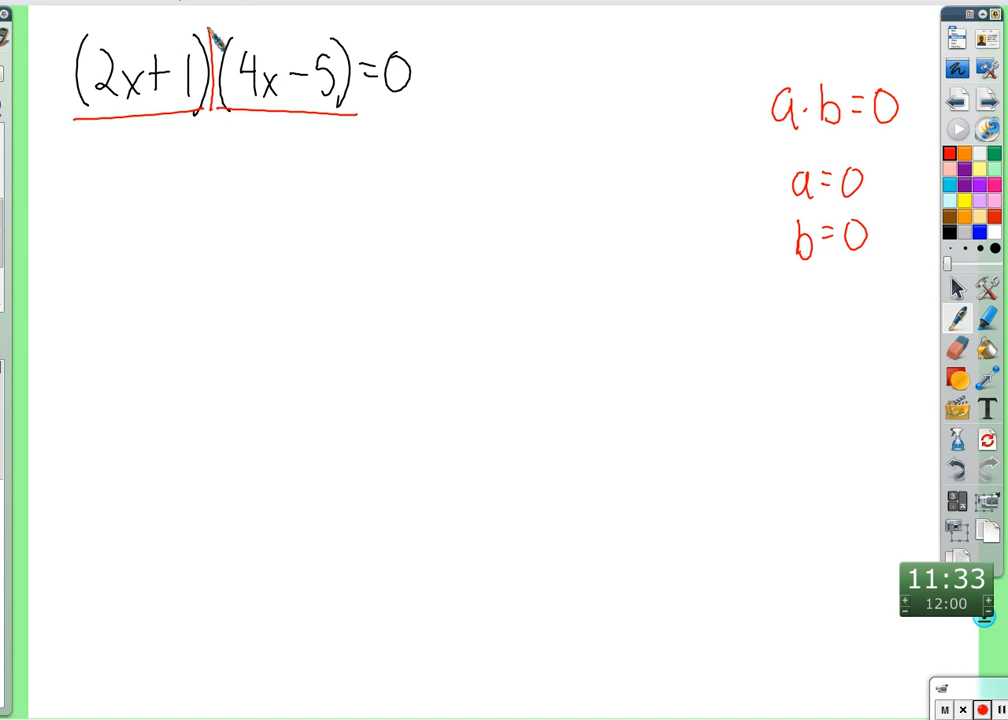 (2x+1)(4x-5)=0
a·b=0
a=0
b=0
T
11:33
12:00
M